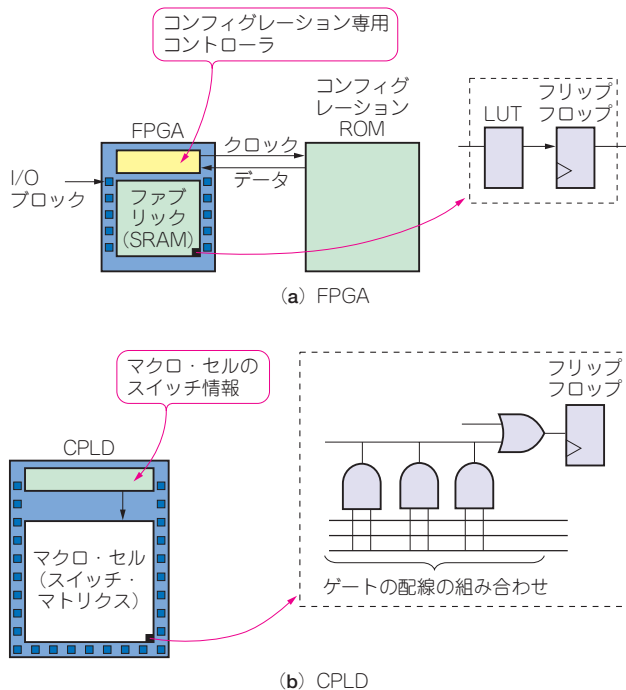 コンフィグレーション専用
コントローラ
FPGA
コンフィグ
レーション
ROM
クロック
データ
I/O
ブロック
ファブ
リック
(SRAM)
LUT
フリップ
フロップ
(a) FPGA
マクロ・セルの
スイッチ情報
CPLD
マクロ・セル
(スイッチ・
マトリクス)
フリップ
フロップ
ゲートの配線の組み合わせ
(b) CPLD